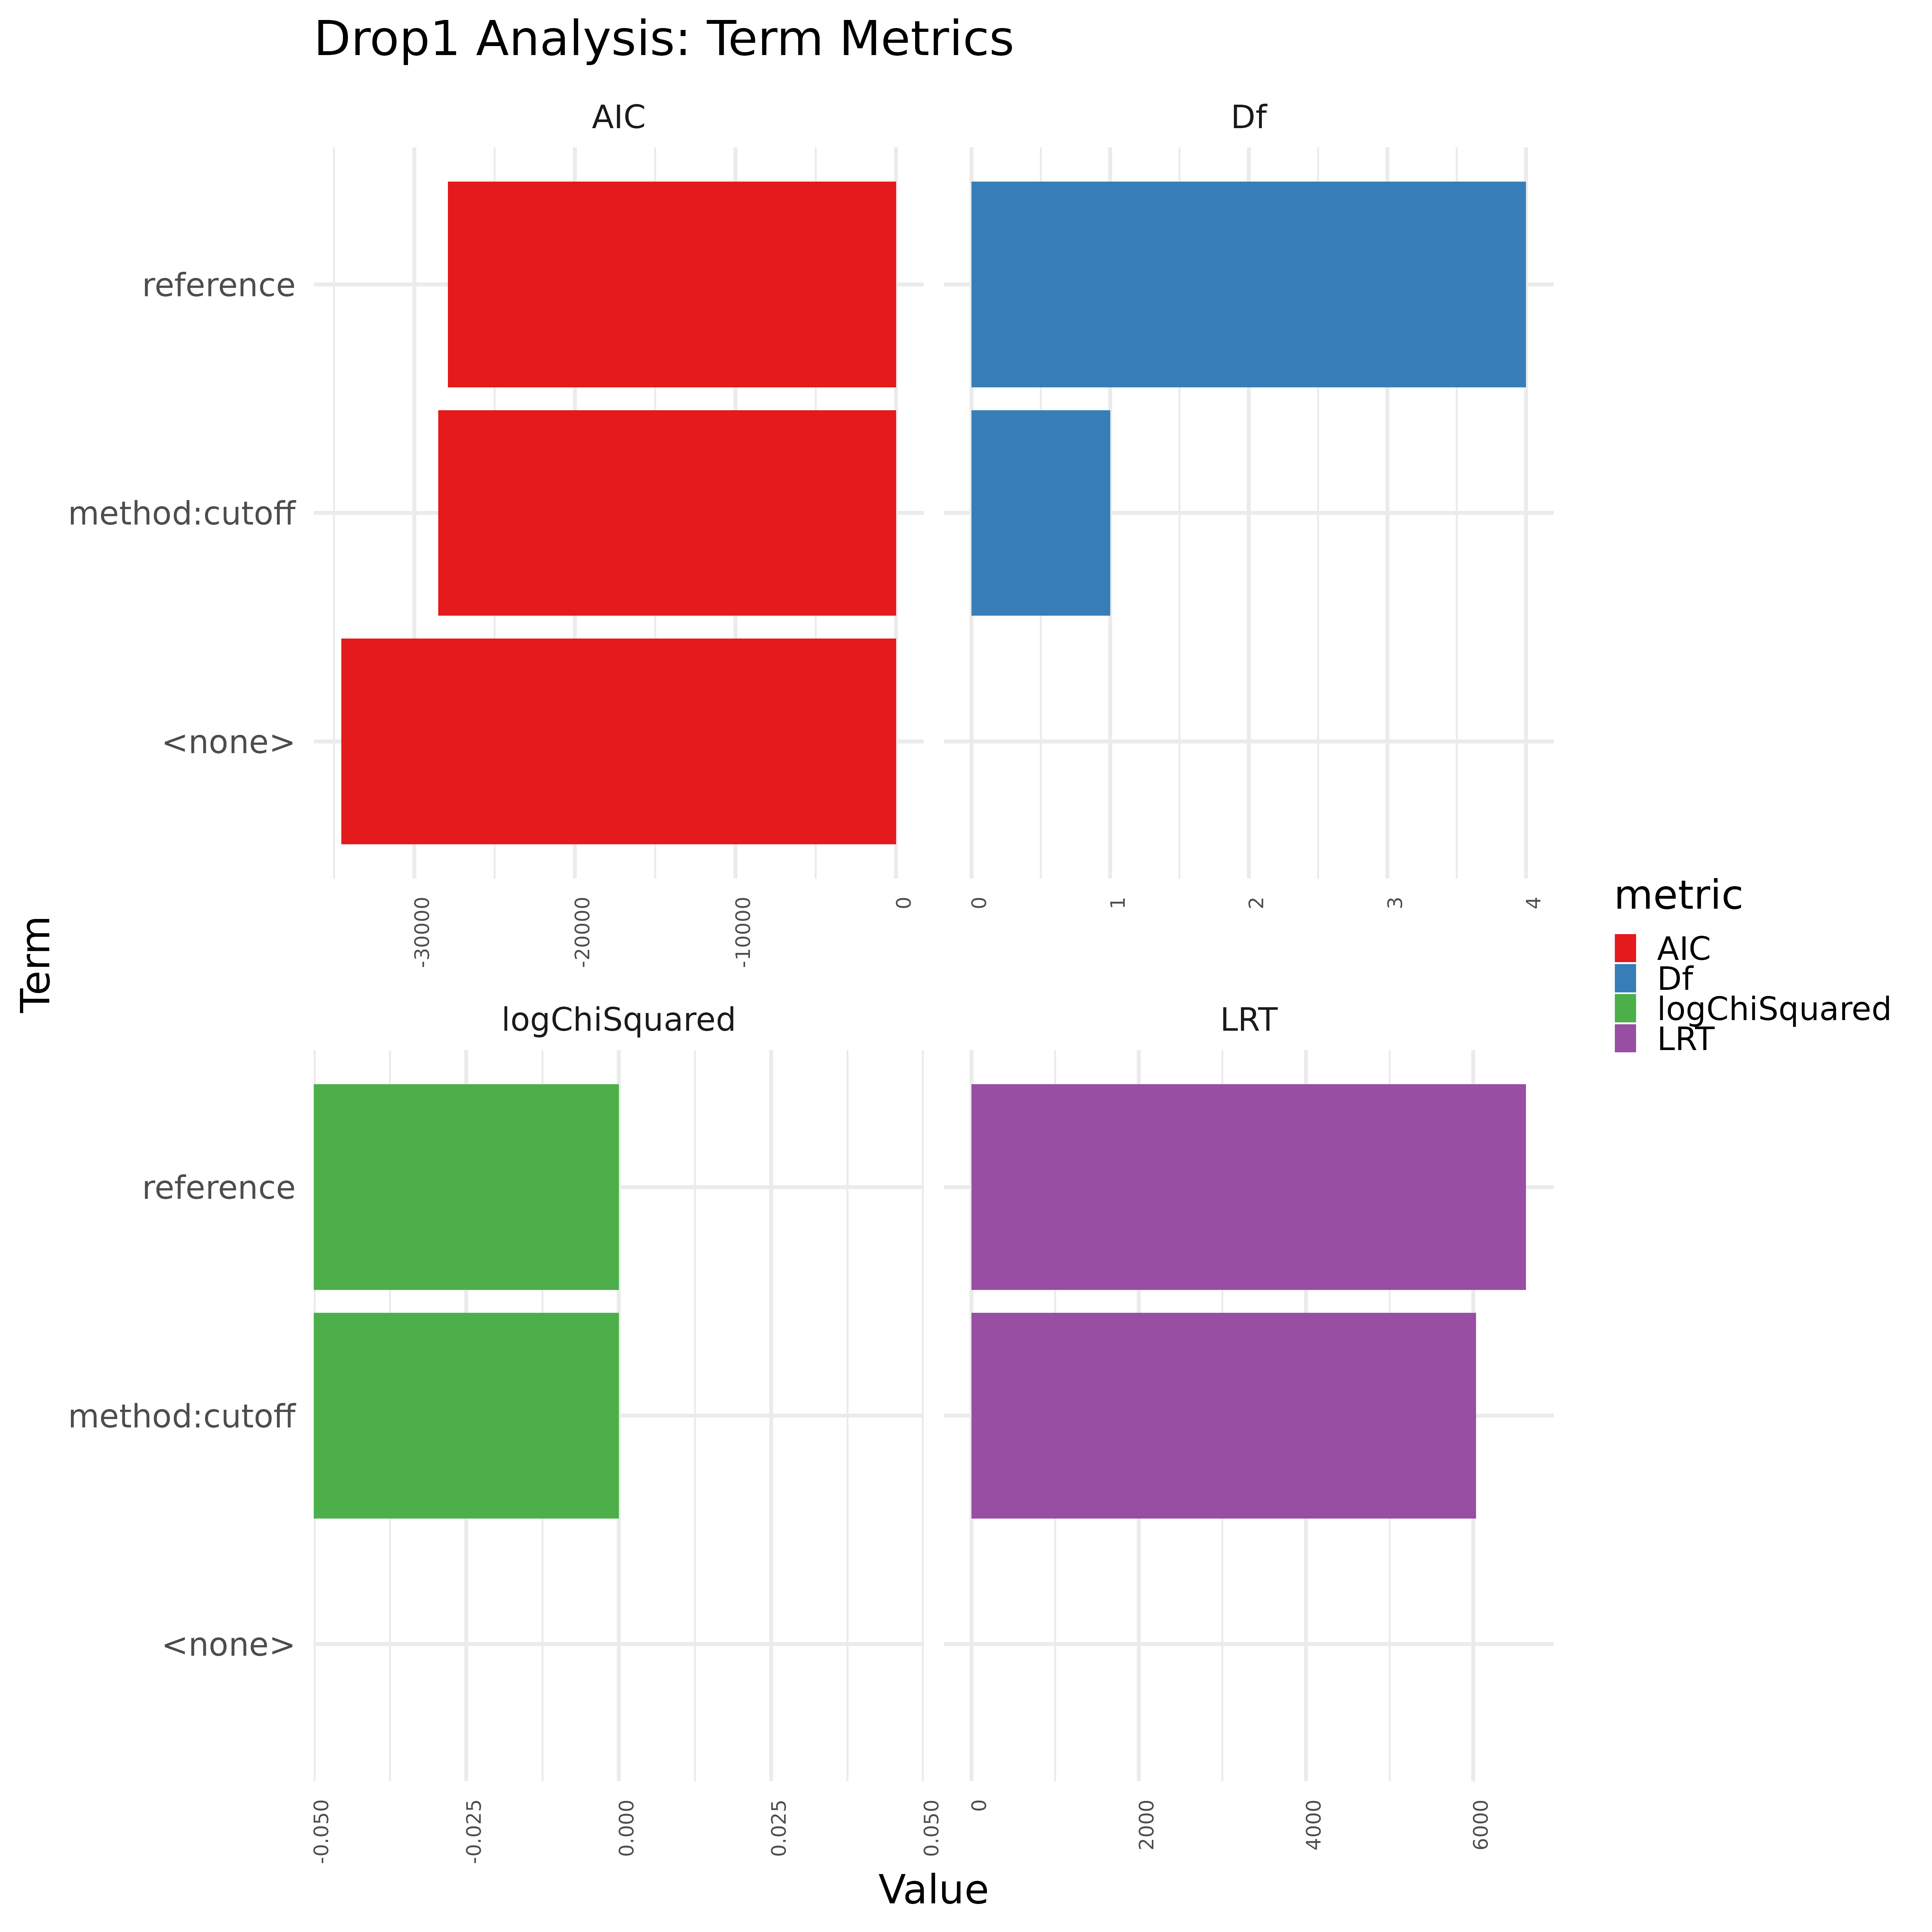 Drop1 Analysis: Term Metrics
AIC
Df
reference
method:cutoff
<none>
-30000
-20000
-10000
0
0
1
2
3
4
Term
metric
AIC
Df
logChiSquared
LRT
logChiSquared
LRT
reference
method:cutoff
<none>
-0.050
-0.025
0.000
0.025
0.050
0
2000
4000
6000
Value